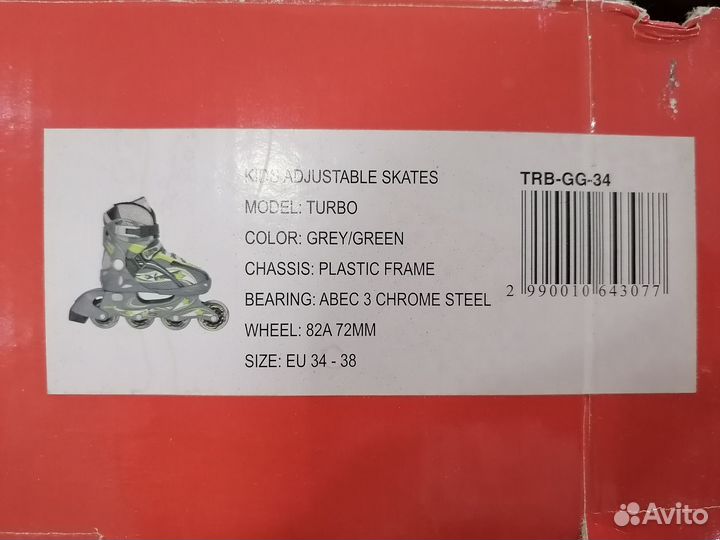 KIDS ADJUSTABLE SKATES
MODEL: TURBO
COLOR: GREY/GREEN
CHASSIS: PLASTIC FRAME
BEARING: ABEC 3 CHROME STEEL
WHEEL: 82A 72MM
SIZE: EU 34 - 38
TRB-GG-34
2 990010 643077
Avito